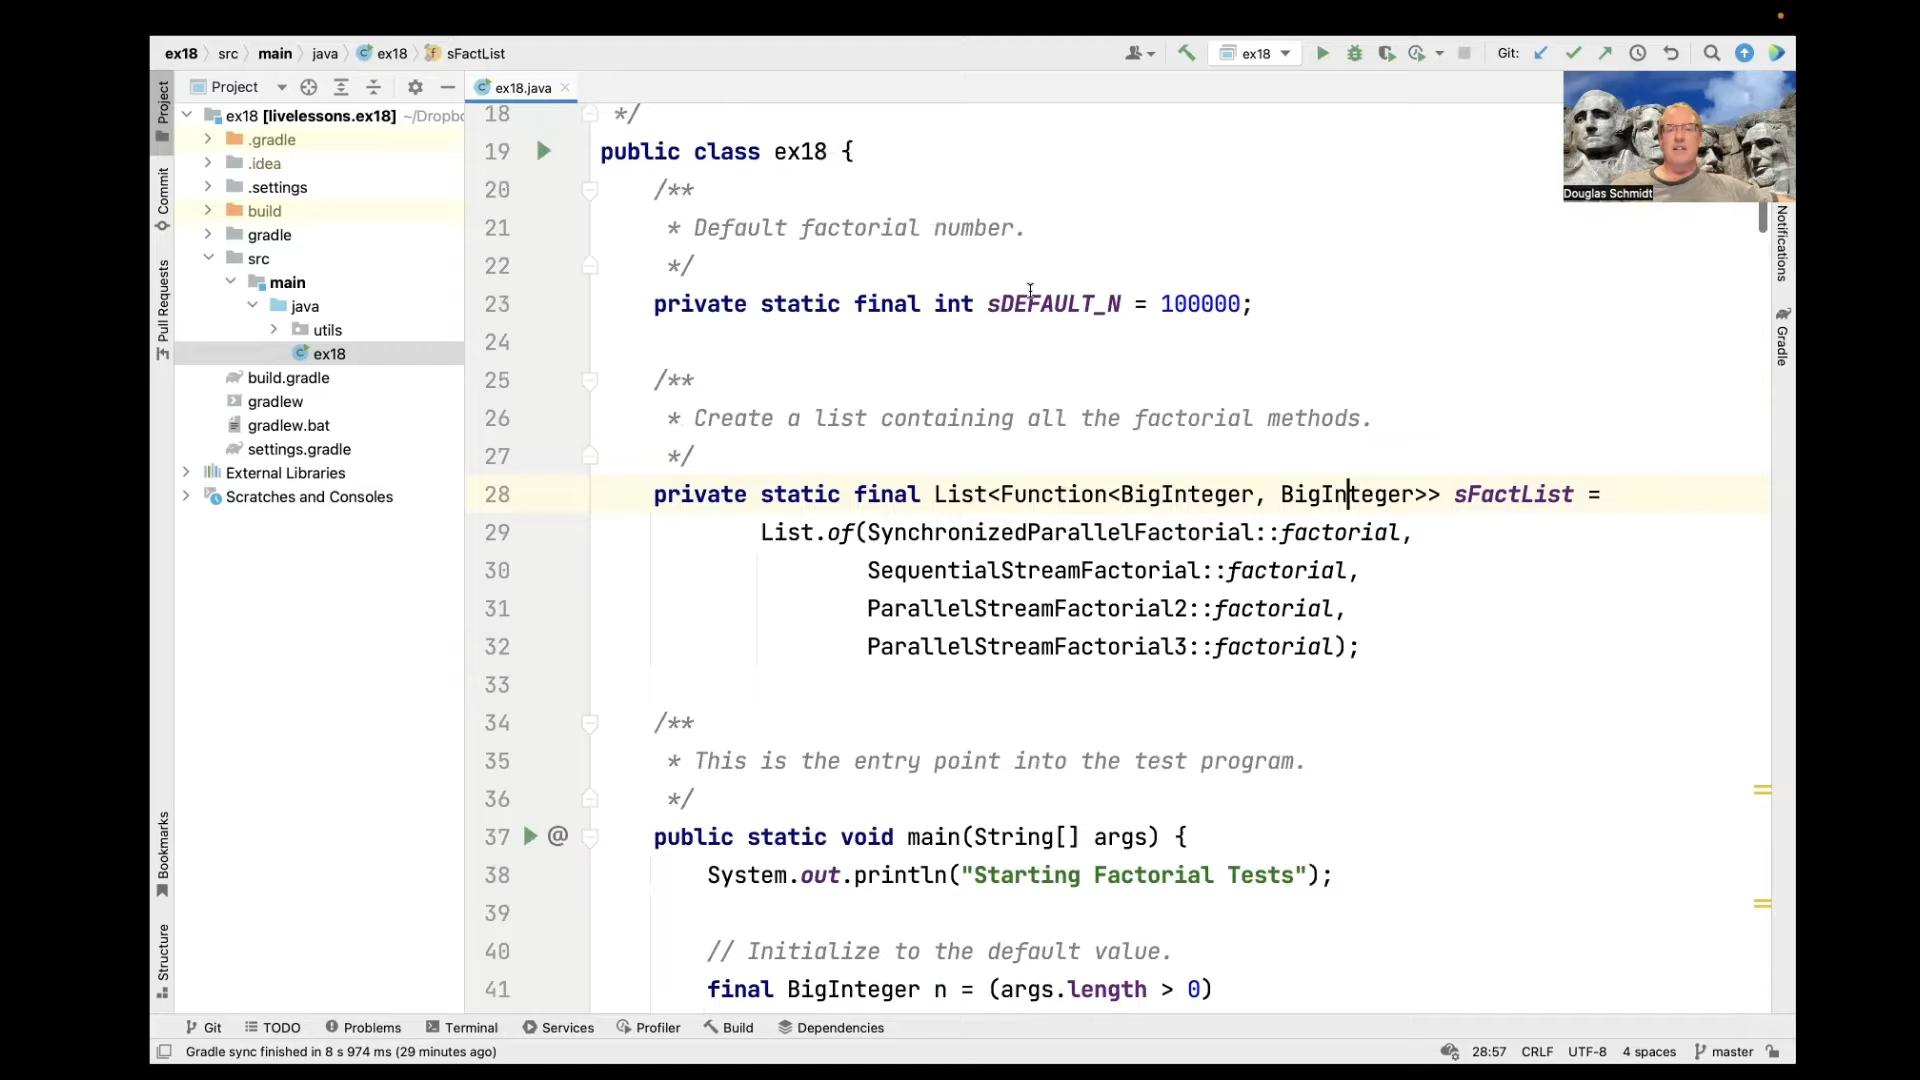 ex18 src main java ex18 sFactList ex18 Git:
Project ex18.java
Douglas Schmidt
Project
Commit
Pull Requests
Bookmarks
Structure
Notifications
Gradle
ex18 [livelessons.ex18] ~/Dropbo
.gradle
.idea
.settings
build
gradle
src
main
java
utils
ex18
build.gradle
gradlew
gradlew.bat
settings.gradle
External Libraries
Scratches and Consoles
18 */
19 public class ex18 {
20 /**
21 * Default factorial number.
22 */
23 private static final int sDEFAULT_N = 100000;
24
25 /**
26 * Create a list containing all the factorial methods.
27 */
28 private static final List<Function<BigInteger, BigInteger>> sFactList =
29 List.of(SynchronizedParallelFactorial::factorial,
30 SequentialStreamFactorial::factorial,
31 ParallelStreamFactorial2::factorial,
32 ParallelStreamFactorial3::factorial);
33
34 /**
35 * This is the entry point into the test program.
36 */
37 @ public static void main(String[] args) {
38 System.out.println("Starting Factorial Tests");
39
40 // Initialize to the default value.
41 final BigInteger n = (args.length > 0)
Git TODO Problems Terminal Services Profiler Build Dependencies
Gradle sync finished in 8 s 974 ms (29 minutes ago) 28:57 CRLF UTF-8 4 spaces master